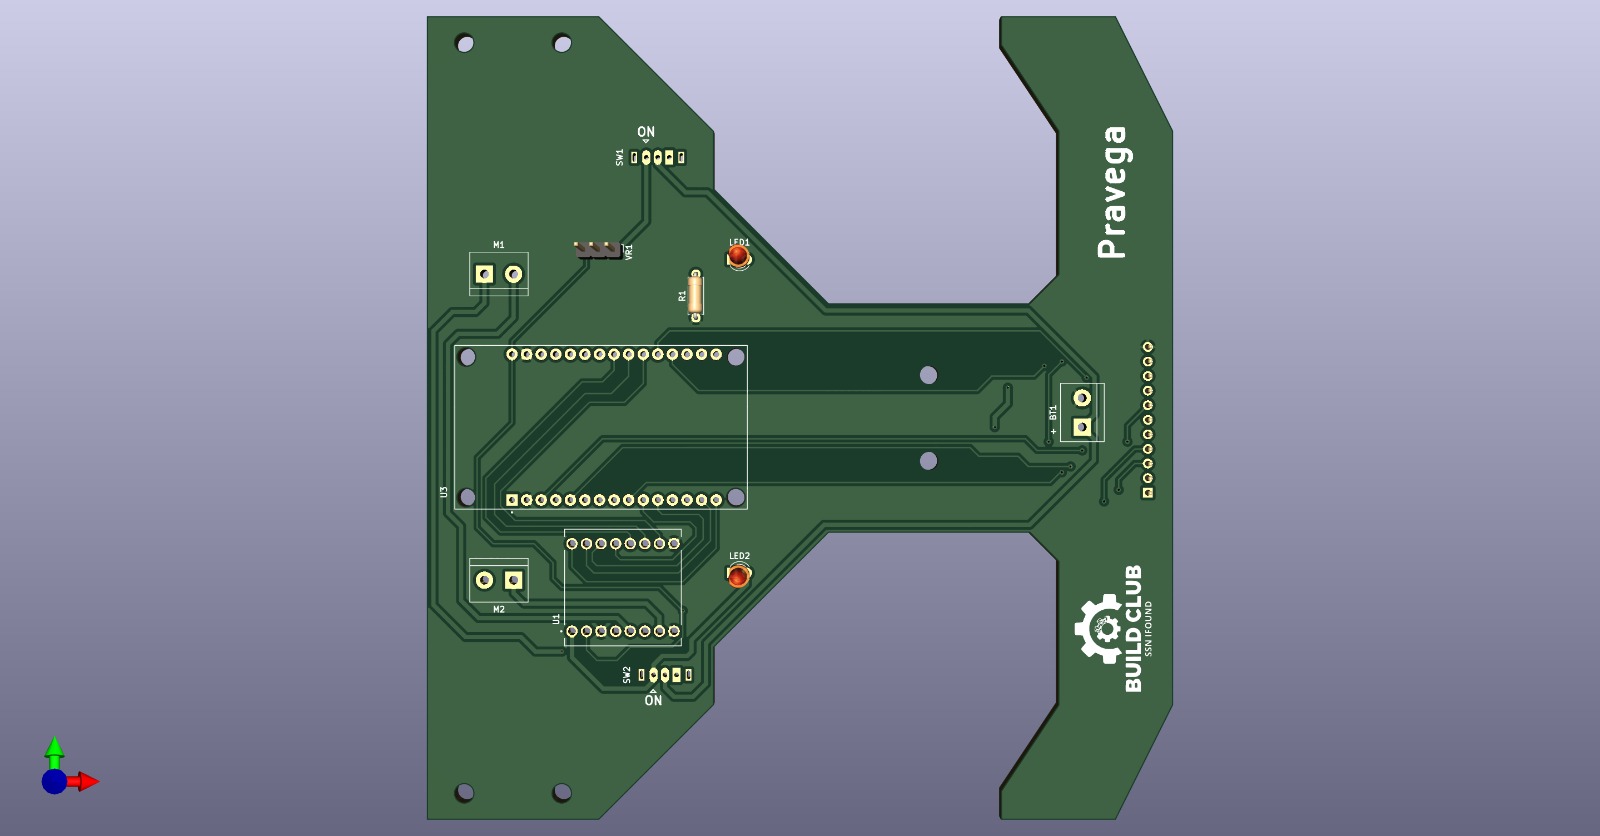 ON
SW1
M1
VR1
LED1
R1
Pravega
BT1
+
U3
LED2
U1
M2
SW2
ON
BUILD CLUB
SSN IFOUND